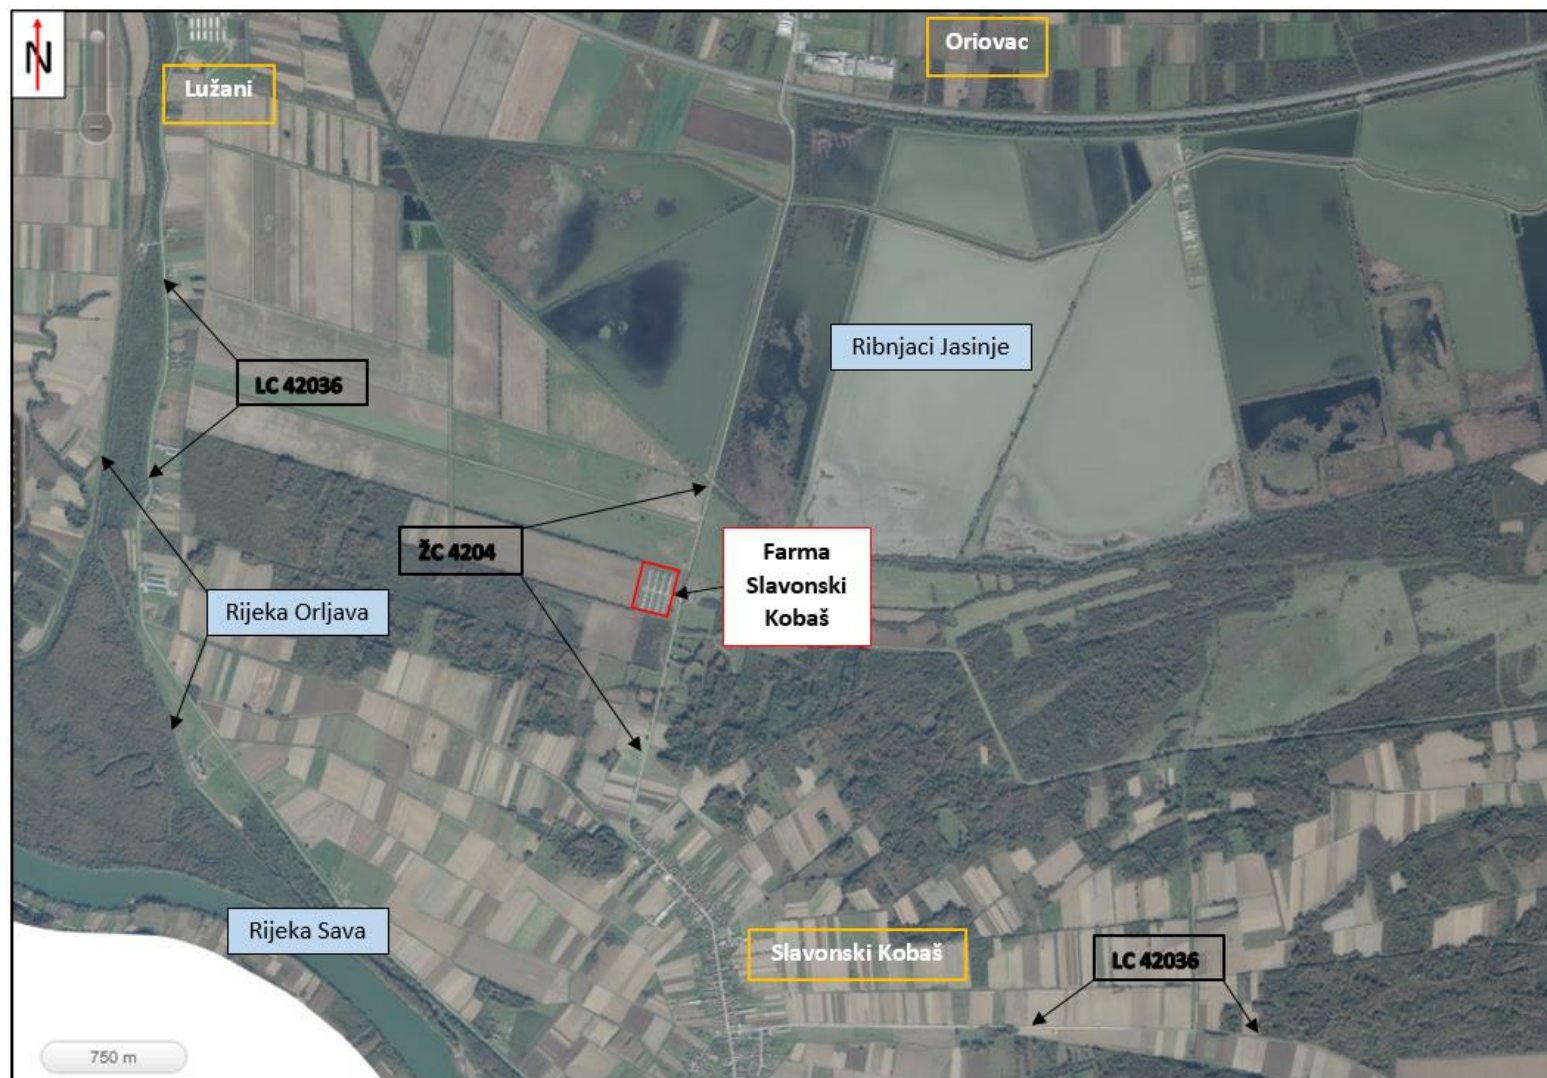 N
Oriovac
Lužani
Ribnjaci Jasinje
LC 42036
ŽC 4204
Farma
Slavonski
Kobaš
Rijeka Orljava
Rijeka Sava
Slavonski Kobaš
LC 42036
750 m